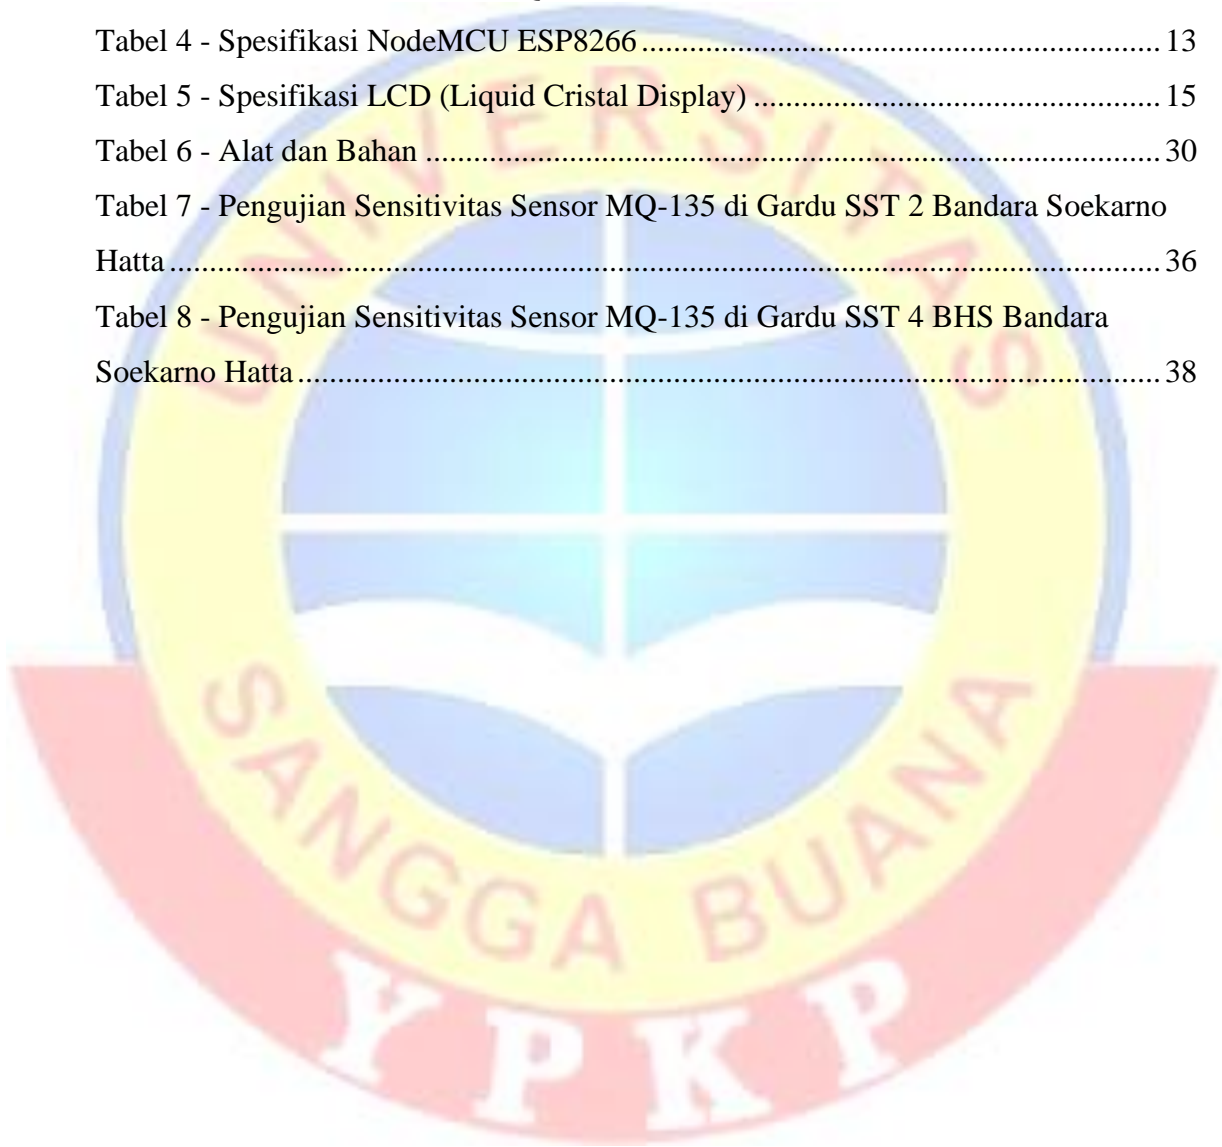 Tabel 4 - Spesifikasi NodeMCU ESP8266 ................................................................ 13
Tabel 5 - Spesifikasi LCD (Liquid Cristal Display) .................................................. 15
Tabel 6 - Alat dan Bahan .......................................................................................... 30
Tabel 7 - Pengujian Sensitivitas Sensor MQ-135 di Gardu SST 2 Bandara Soekarno
Hatta .......................................................................................................................... 36
Tabel 8 - Pengujian Sensitivitas Sensor MQ-135 di Gardu SST 4 BHS Bandara
Soekarno Hatta .......................................................................................................... 38
UNIVERSITAS
SANGGA BUANA
YPKP